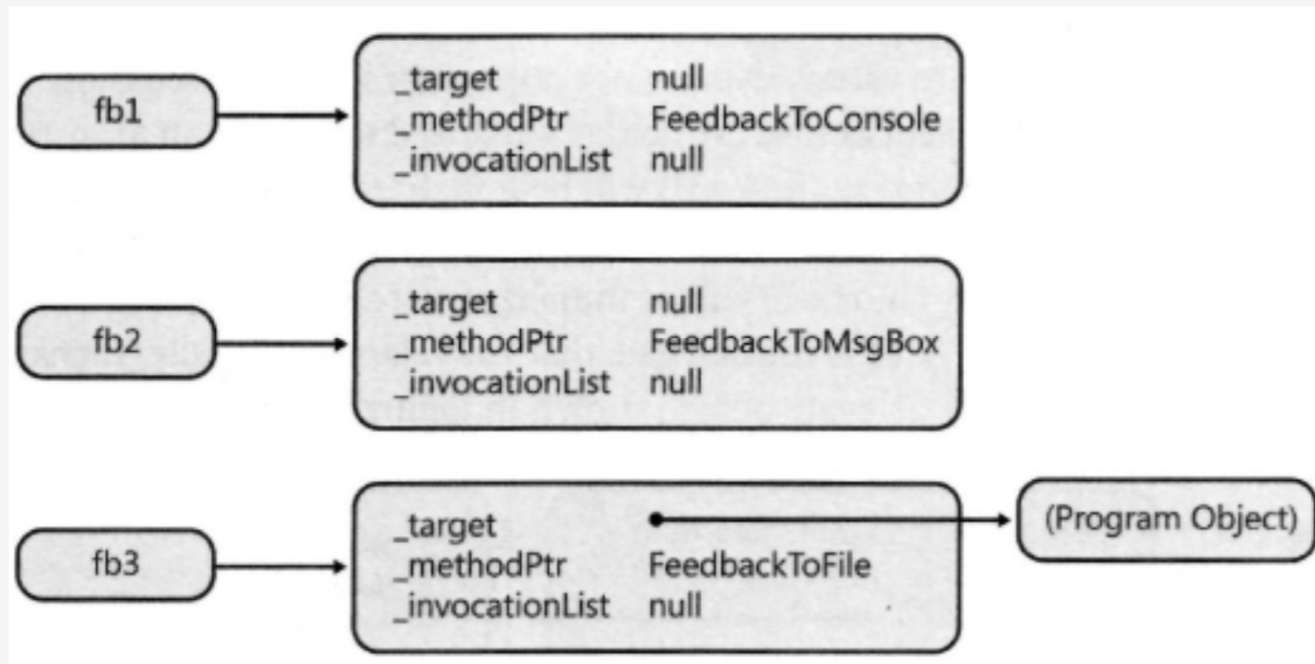 fb1
_target null
_methodPtr FeedbackToConsole
_invocationList null
fb2
_target null
_methodPtr FeedbackToMsgBox
_invocationList null
fb3
_target
_methodPtr FeedbackToFile
_invocationList null
(Program Object)